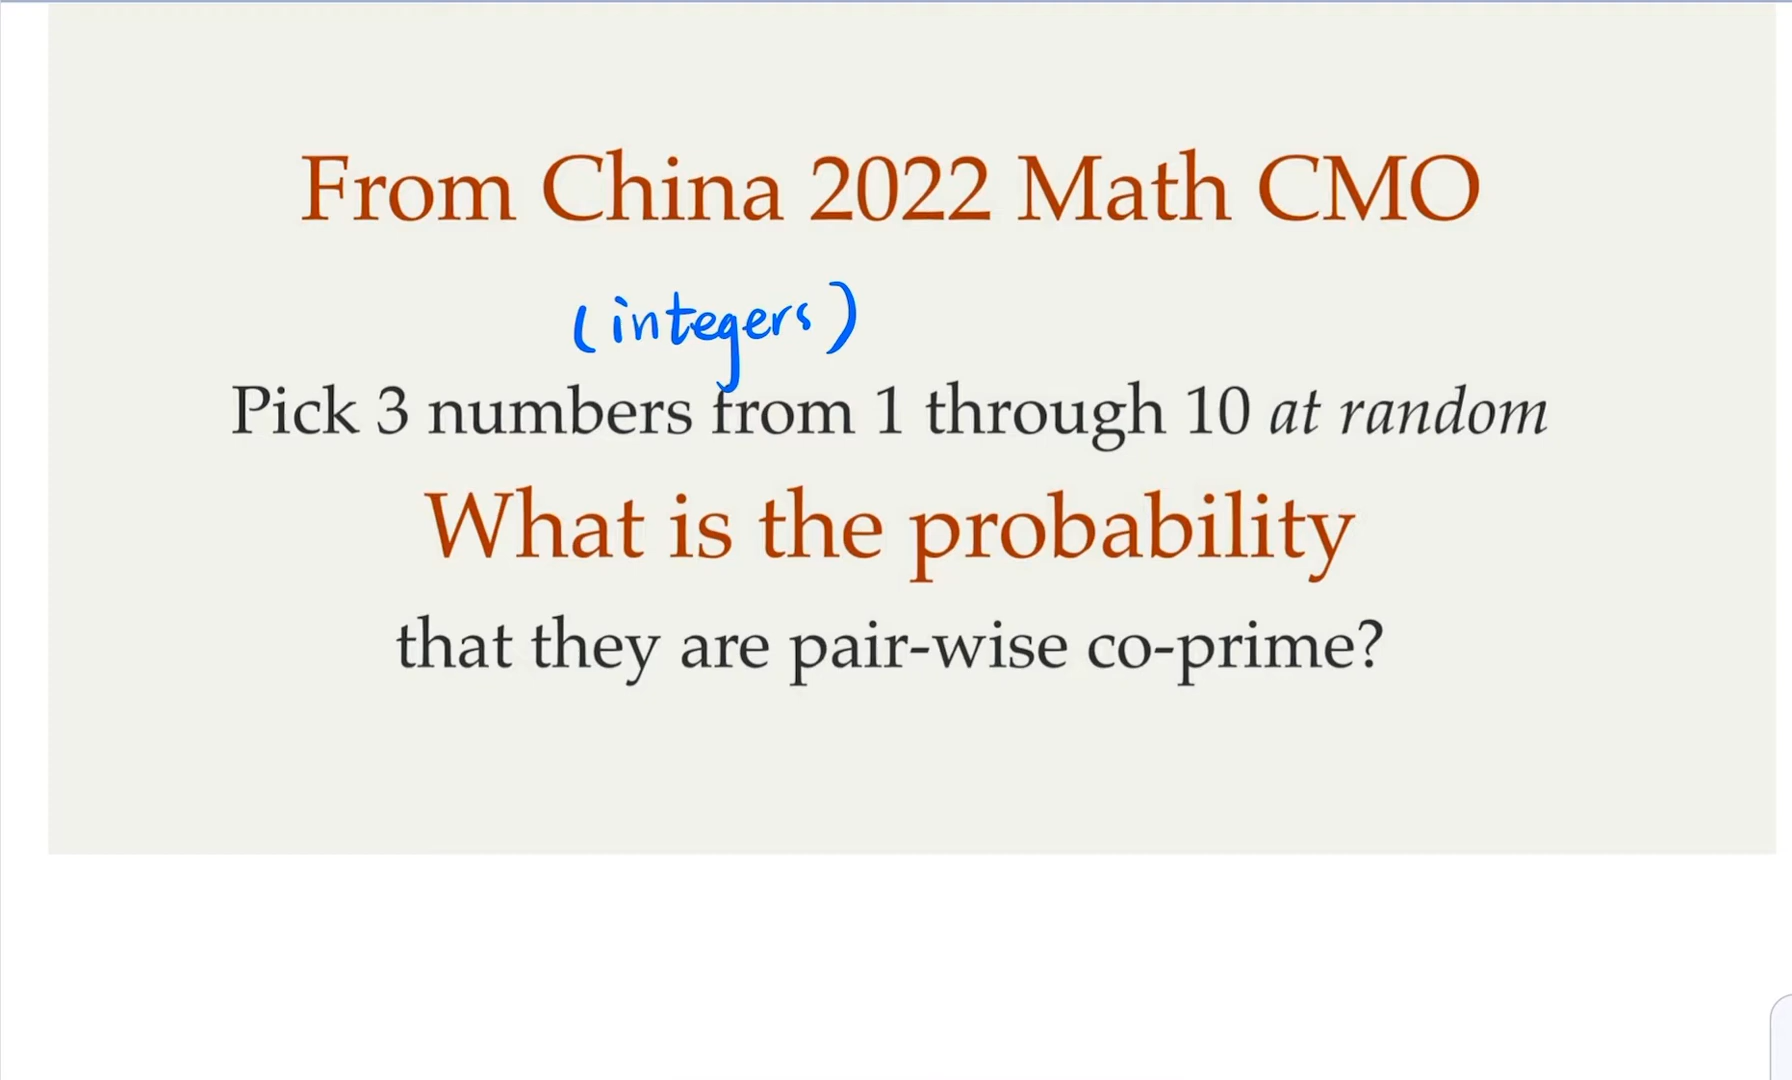 From China 2022 Math CMO
(integers)
Pick 3 numbers from 1 through 10 at random
What is the probability
that they are pair-wise co-prime?